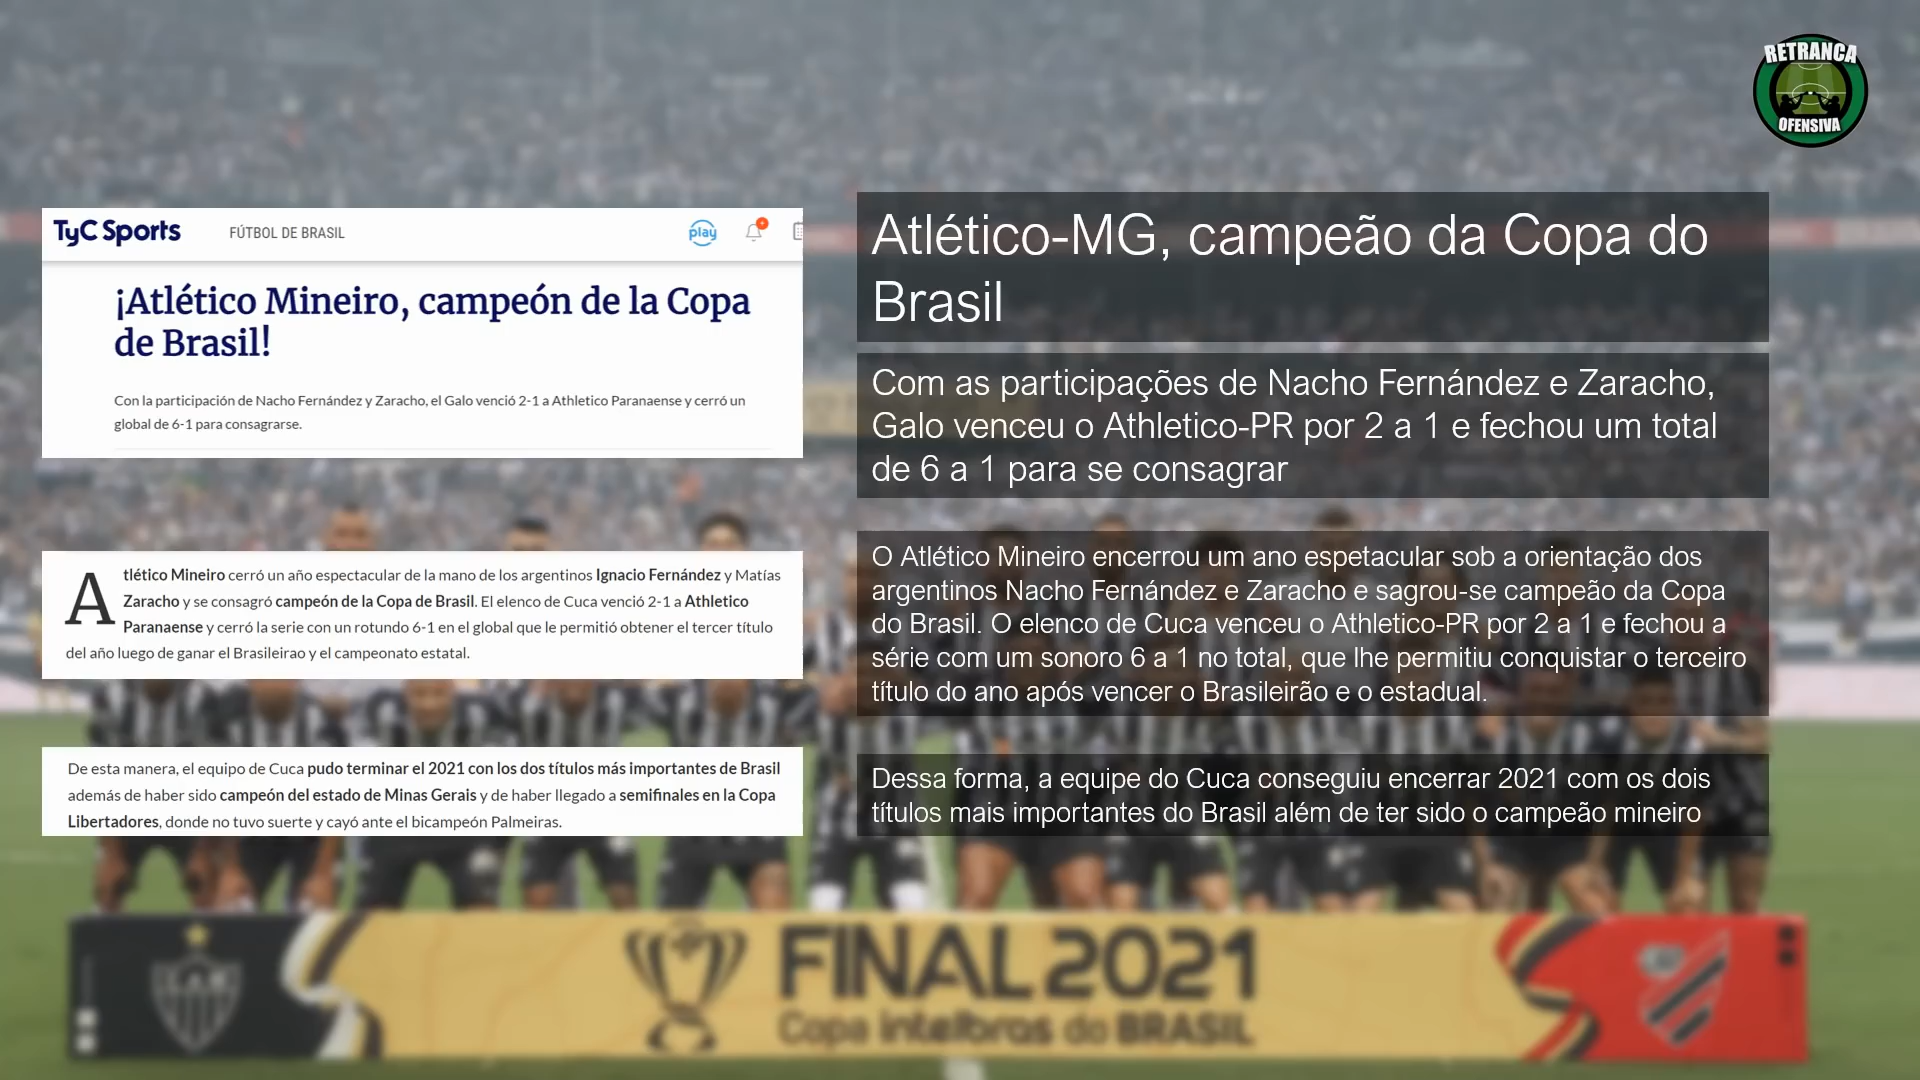 RETRANCA
OFENSIVA
TyC Sports
FÚTBOL DE BRASIL
play
¡Atlético Mineiro, campeón de la Copa
de Brasil!
Con la participación de Nacho Fernández y Zaracho, el Galo venció 2-1 a Athletico Paranaense y cerró un
global de 6-1 para consagrarse.
Atlético Mineiro cerró un año espectacular de la mano de los argentinos Ignacio Fernández y Matías
Zaracho y se consagró campeón de la Copa de Brasil. El elenco de Cuca venció 2-1 a Athletico
Paranaense y cerró la serie con un rotundo 6-1 en el global que le permitió obtener el tercer título
del año luego de ganar el Brasileirao y el campeonato estatal.
De esta manera, el equipo de Cuca pudo terminar el 2021 con los dos títulos más importantes de Brasil
además de haber sido campeón del estado de Minas Gerais y de haber llegado a semifinales en la Copa
Libertadores, donde no tuvo suerte y cayó ante el bicampeón Palmeiras.
Atlético-MG, campeão da Copa do
Brasil
Com as participações de Nacho Fernández e Zaracho,
Galo venceu o Athletico-PR por 2 a 1 e fechou um total
de 6 a 1 para se consagrar
O Atlético Mineiro encerrou um ano espetacular sob a orientação dos
argentinos Nacho Fernández e Zaracho e sagrou-se campeão da Copa
do Brasil. O elenco de Cuca venceu o Athletico-PR por 2 a 1 e fechou a
série com um sonoro 6 a 1 no total, que lhe permitiu conquistar o terceiro
título do ano após vencer o Brasileirão e o estadual.
Dessa forma, a equipe do Cuca conseguiu encerrar 2021 com os dois
títulos mais importantes do Brasil além de ter sido o campeão mineiro
CAM
FINAL 2021
Copa intelbras do BRASIL